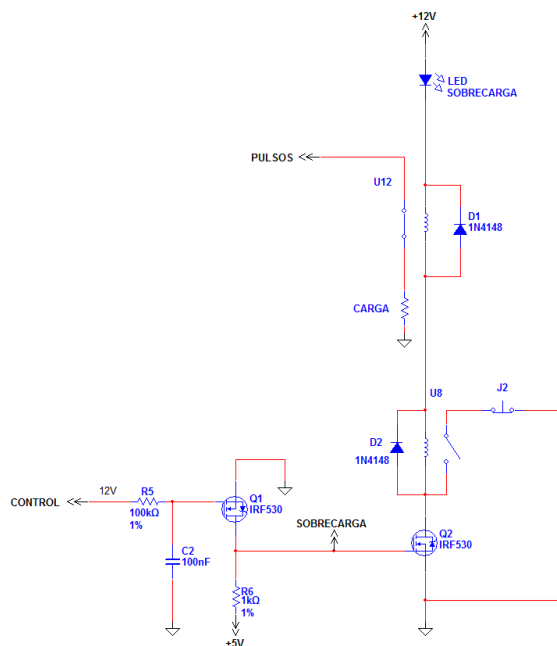 +12V
LED
SOBRECARGA
PULSOS
U12
D1
1N4148
CARGA
U8
J2
D2
1N4148
CONTROL
12V
R5
100kΩ
1%
Q1
IRF530
SOBRECARGA
Q2
IRF530
C2
100nF
R6
1kΩ
1%
+5V